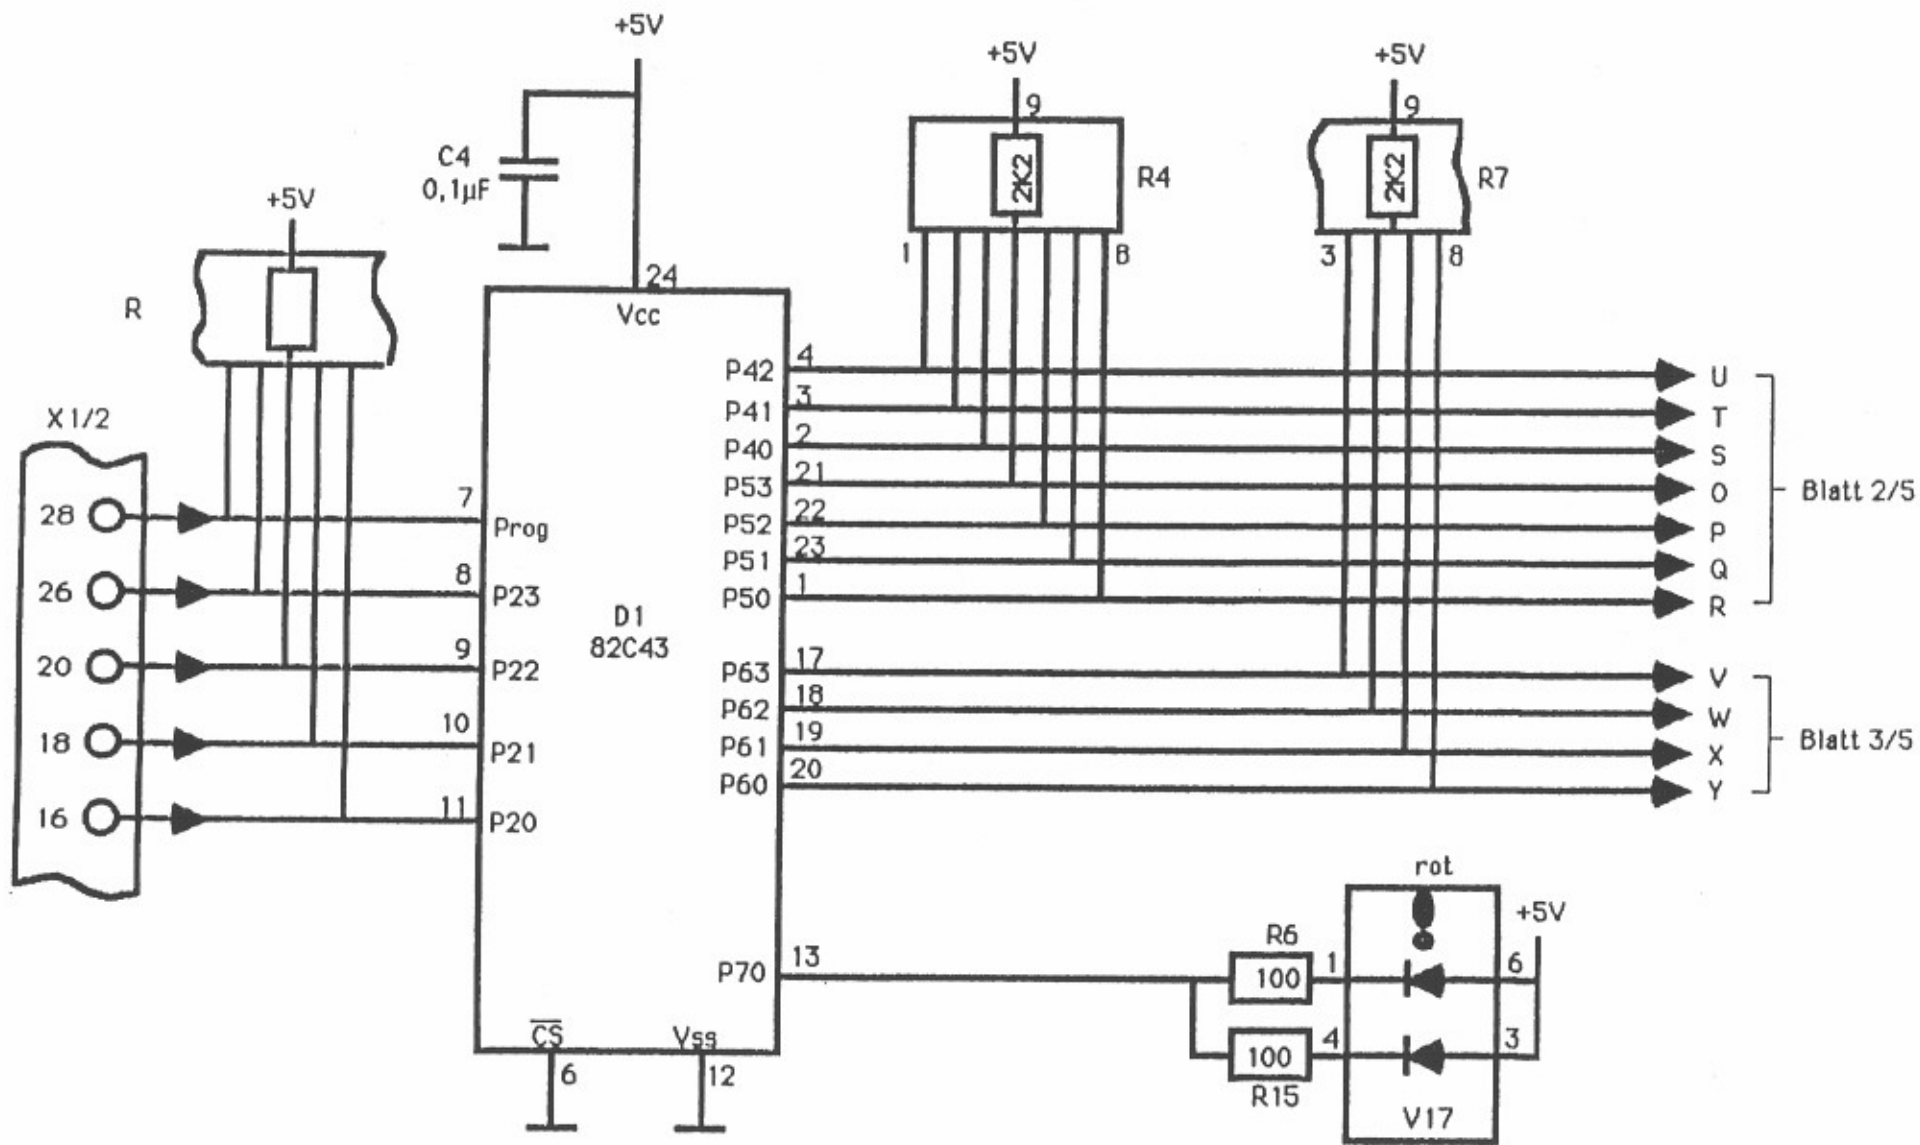 +5V
+5V
+5V
9
9
C4
0,1µF
2K2
R4
2K2
R7
+5V
1
8
3
8
R
24
Vcc
X1/2
P42
4
U
P41
3
T
P40
2
S
P53
21
O
Blatt 2/5
P52
22
P
P51
23
Q
P50
1
R
28
7
Prog
26
8
P23
D1
82C43
20
9
P22
P63
17
V
P62
18
W
18
10
P21
P61
19
X
Blatt 3/5
P60
20
Y
16
11
P20
rot
+5V
P70
13
R6
100
1
6
CS
Vss
100
4
3
6
12
R15
V17